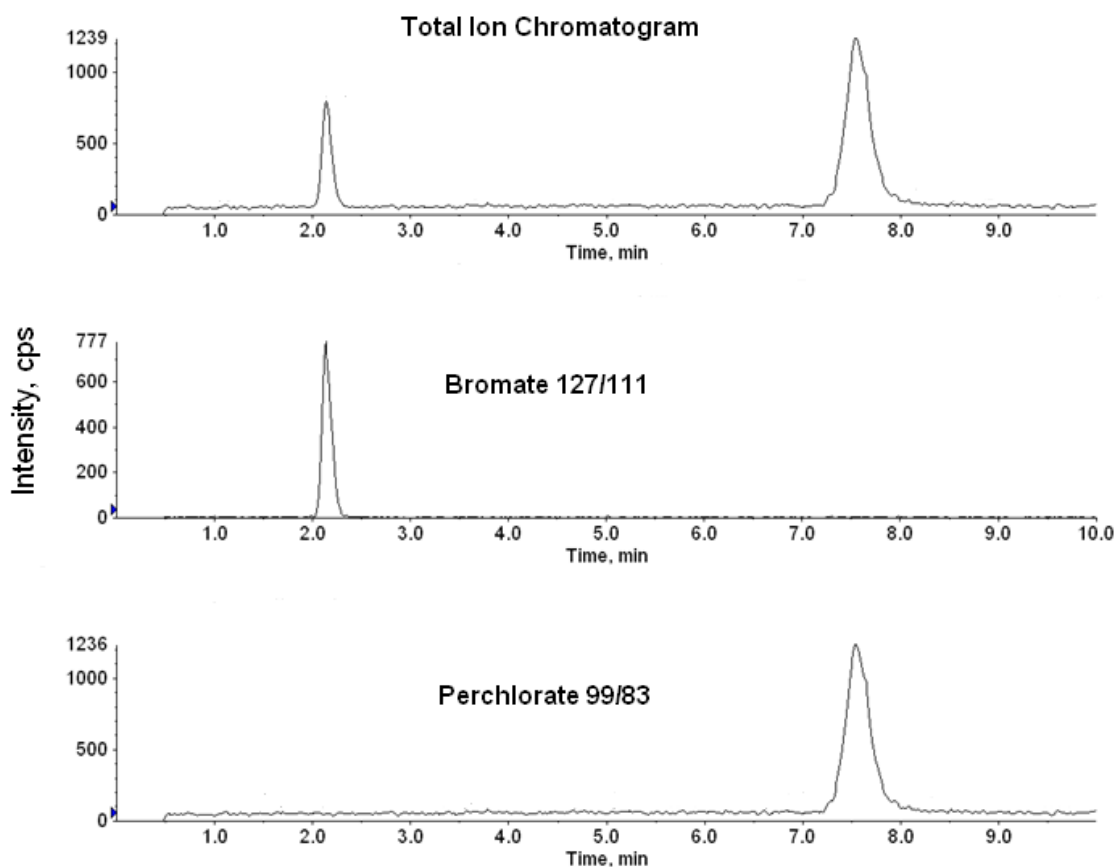 Total Ion Chromatogram
1239
1000
500
0
1.0 2.0 3.0 4.0 5.0 6.0 7.0 8.0 9.0
Time, min
Intensity, cps
777
600
400
200
0
Bromate 127/111
1.0 2.0 3.0 4.0 5.0 6.0 7.0 8.0 9.0 10.0
Time, min
1236
1000
500
0
Perchlorate 99/83
1.0 2.0 3.0 4.0 5.0 6.0 7.0 8.0 9.0
Time, min